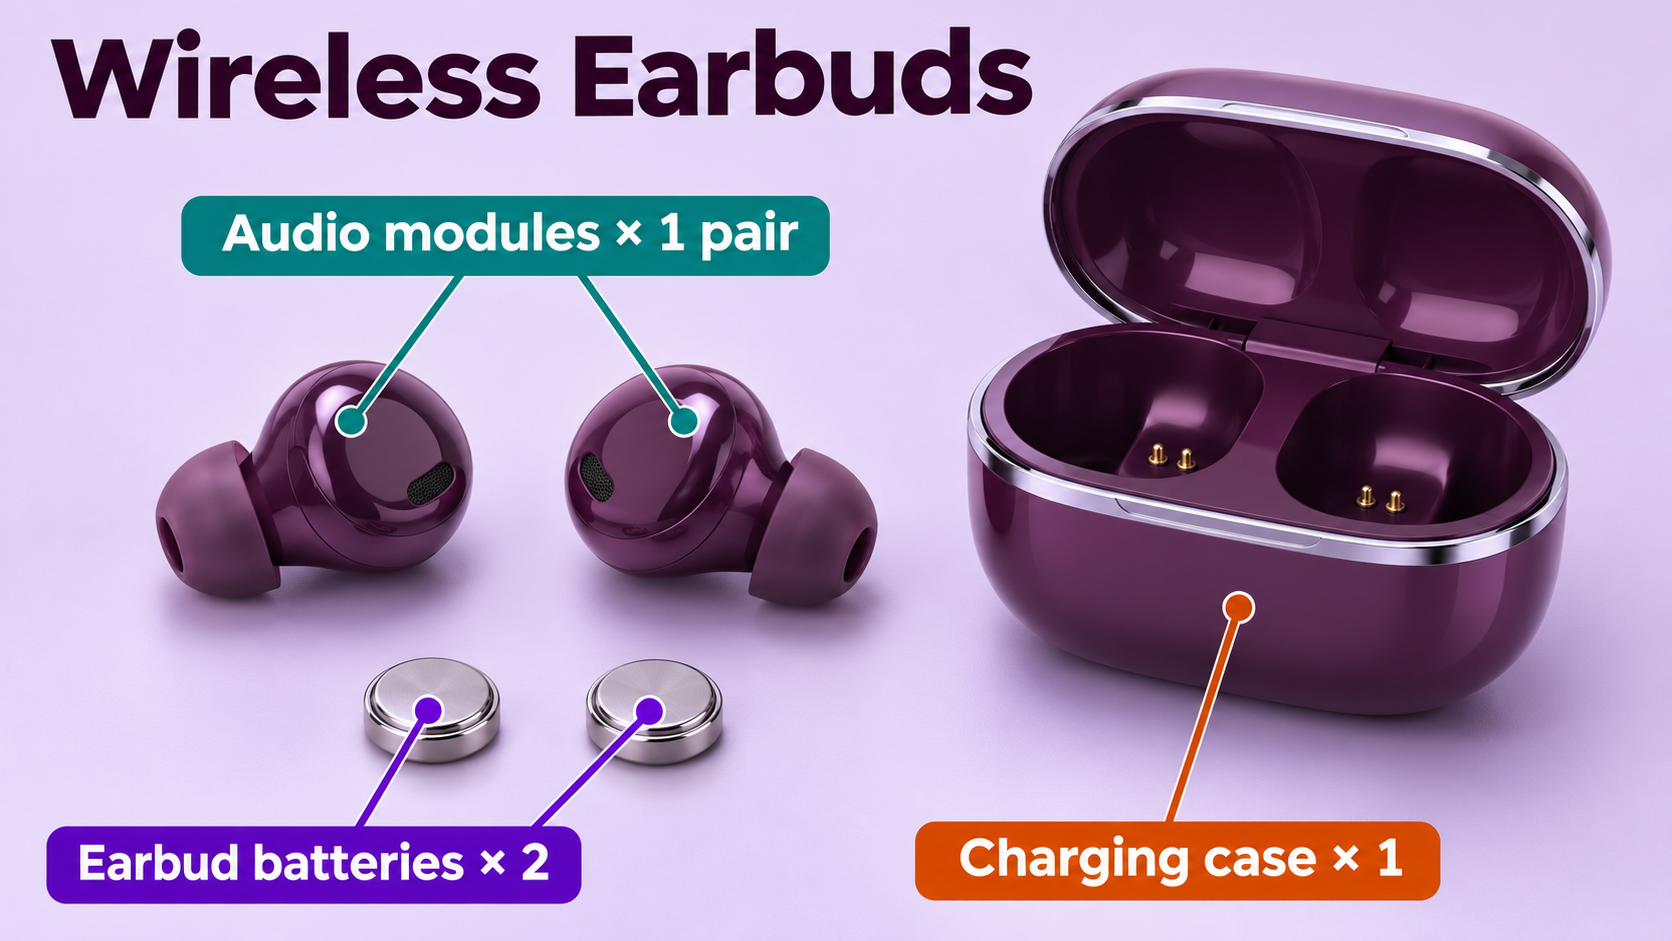 Wireless Earbuds
Audio modules × 1 pair
Earbud batteries × 2
Charging case × 1